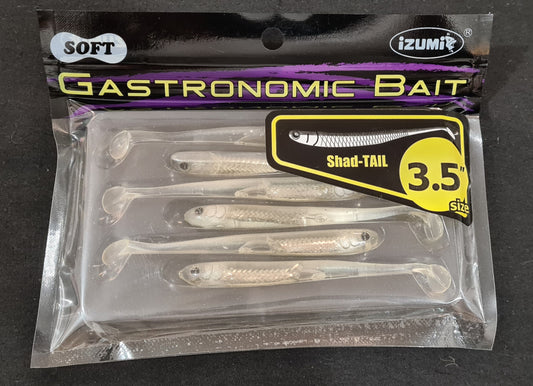 SOFT
iZUMi ®
GASTRONOMIC BAIT
Shad-TAIL
3.5"
size